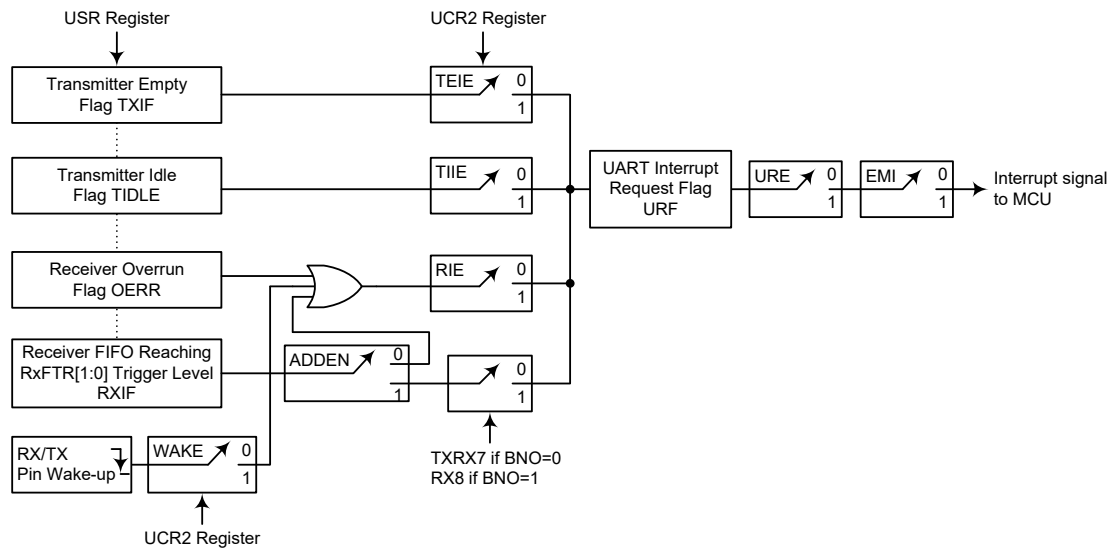 USR Register
UCR2 Register
Transmitter Empty
Flag TXIF
TEIE
0
1
Transmitter Idle
Flag TIDLE
TIIE
0
1
UART Interrupt
Request Flag
URF
URE
0
1
EMI
0
1
Interrupt signal
to MCU
Receiver Overrun
Flag OERR
RIE
0
1
Receiver FIFO Reaching
RxFTR[1:0] Trigger Level
RXIF
ADDEN
0
1
0
1
RX/TX
Pin Wake-up
WAKE
0
1
TXRX7 if BNO=0
RX8 if BNO=1
UCR2 Register